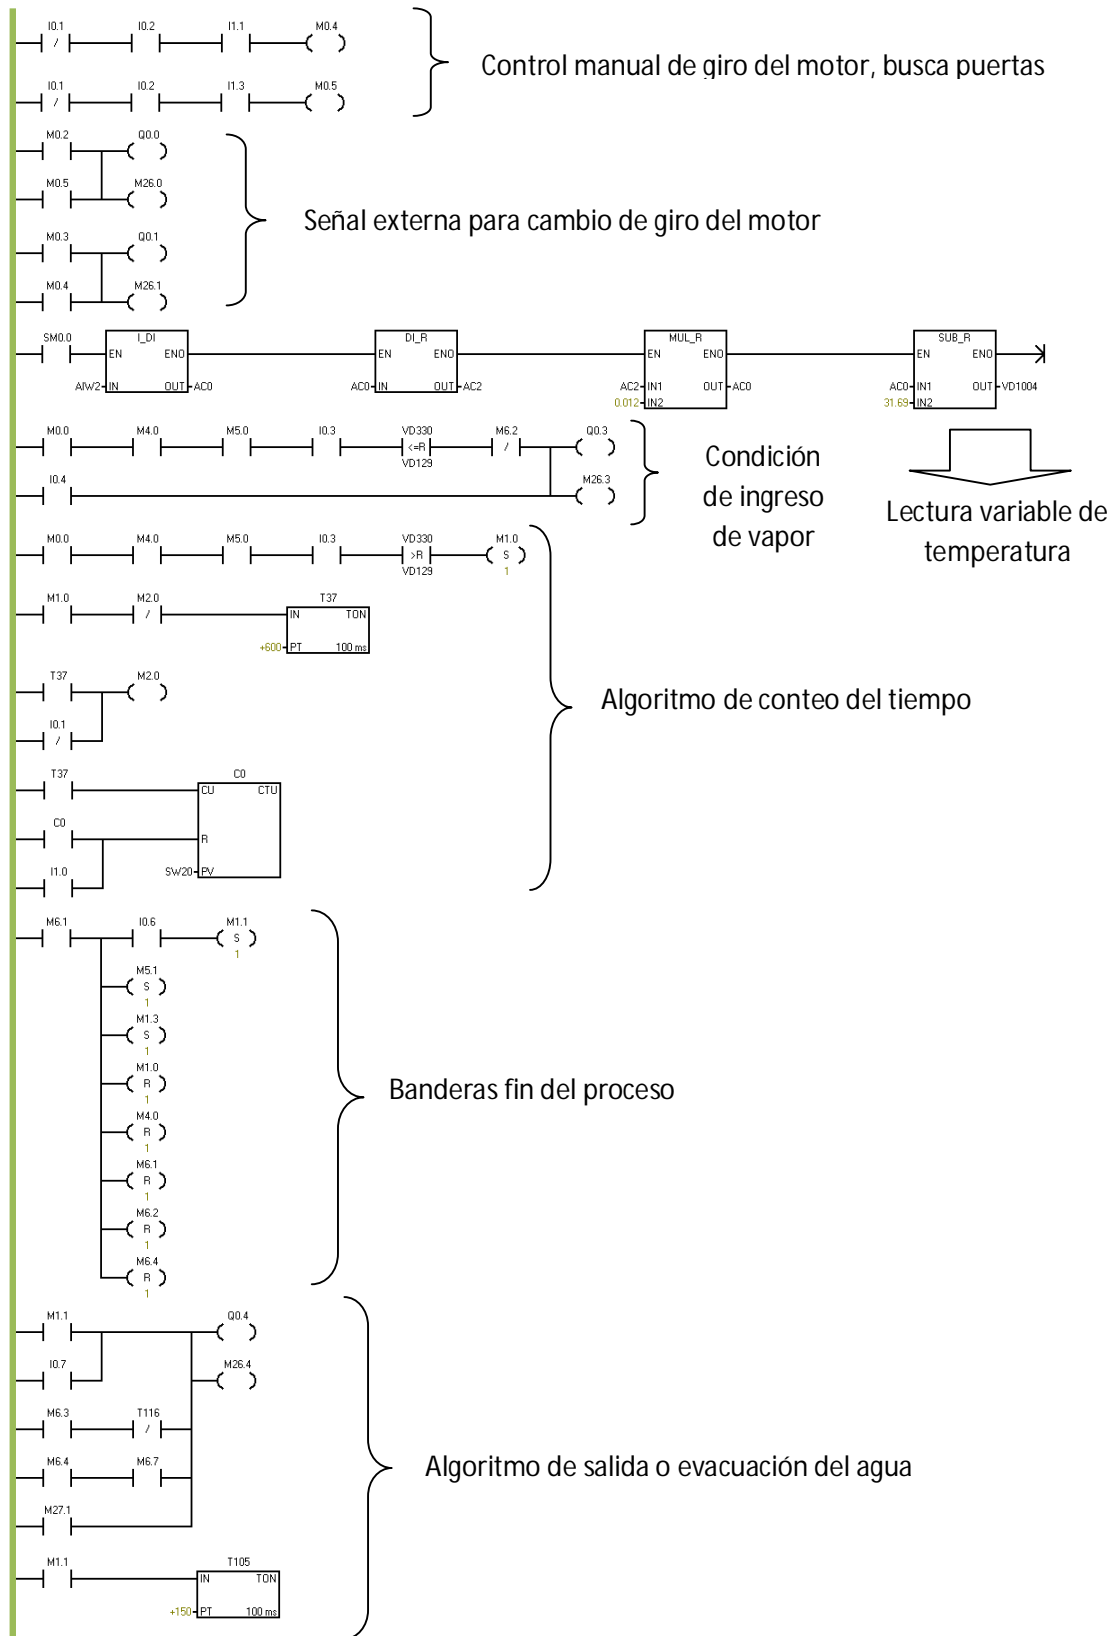 I0.1 I0.2 I1.1 M0.4
/
Control manual de giro del motor, busca puertas
I0.1 I0.2 I1.3 M0.5
/
M0.2 Q0.0
M0.5 M26.0
Señal externa para cambio de giro del motor
M0.3 Q0.1
M0.4 M26.1
SM0.0 I_DI DI_R MUL_R SUB_R
EN ENO EN ENO EN ENO EN ENO
AIW2 IN OUT AC0 AC0 IN OUT AC2 AC2 IN1 OUT AC0 AC0 IN1 OUT VD1004
0.012 IN2 31.69 IN2
M0.0 M4.0 M5.0 I0.3 VD330 M6.2 Q0.3
<=R /
VD129
I0.4 M26.3
Condición
de ingreso
de vapor
Lectura variable de
temperatura
M0.0 M4.0 M5.0 I0.3 VD330 M1.0
>R S
VD129 1
M1.0 M2.0 T37
/ IN TON
+600 PT 100 ms
T37 M2.0
Algoritmo de conteo del tiempo
I0.1
/
T37 C0
CU CTU
C0
R
I1.0
SW20 PV
M6.1 I0.6 M1.1
S
1
M5.1
S
1
M1.3
S
1
M1.0
R
1
Banderas fin del proceso
M4.0
R
1
M6.1
R
1
M6.2
R
1
M6.4
R
1
M1.1 Q0.4
I0.7 M26.4
M6.3 T116
/
M6.4 M6.7
Algoritmo de salida o evacuación del agua
M27.1
M1.1 T105
IN TON
+150 PT 100 ms